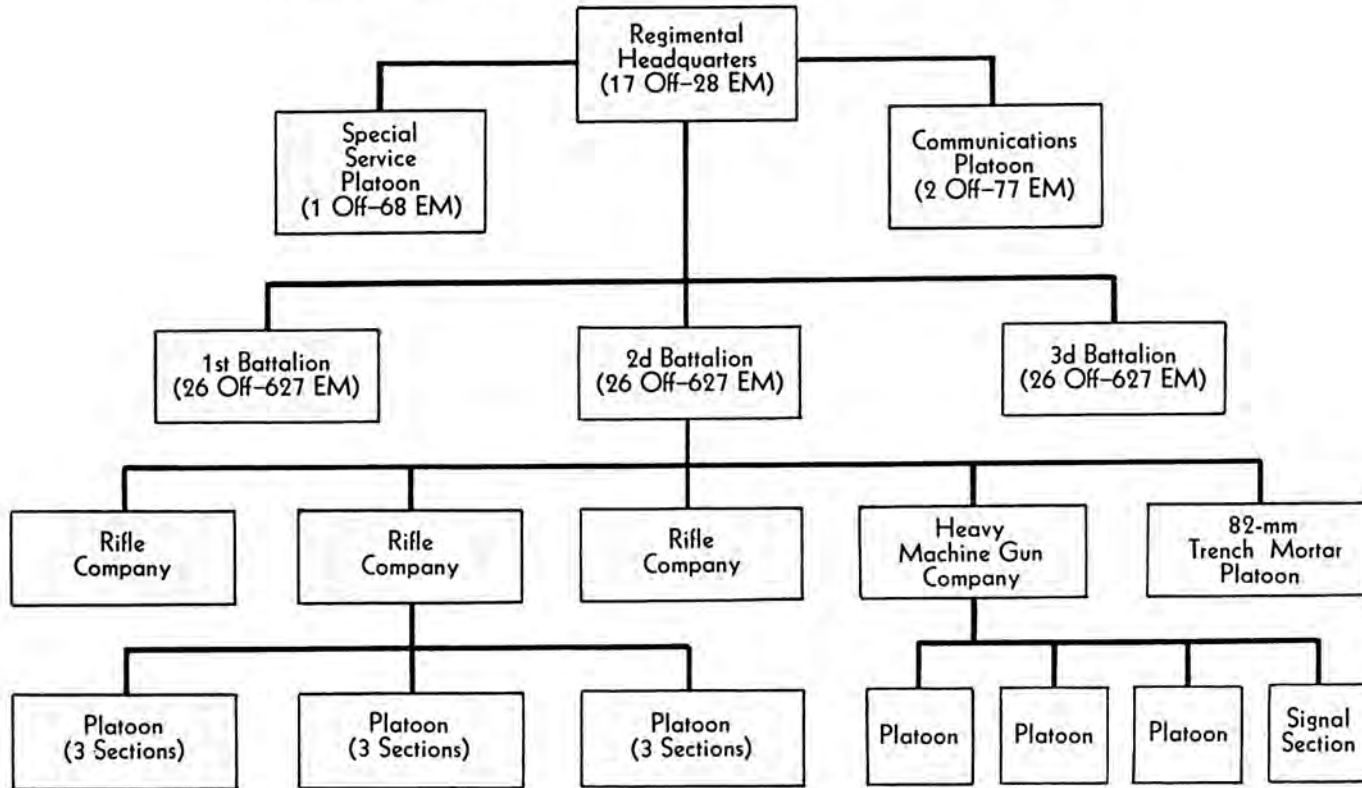 Regimental
Headquarters
(17 Off–28 EM)
Special
Service
Platoon
(1 Off–68 EM)
Communications
Platoon
(2 Off–77 EM)
1st Battalion
(26 Off–627 EM)
2d Battalion
(26 Off–627 EM)
3d Battalion
(26 Off–627 EM)
Rifle
Company
Rifle
Company
Rifle
Company
Heavy
Machine Gun
Company
82-mm
Trench Mortar
Platoon
Platoon
(3 Sections)
Platoon
(3 Sections)
Platoon
(3 Sections)
Platoon
Platoon
Platoon
Signal
Section